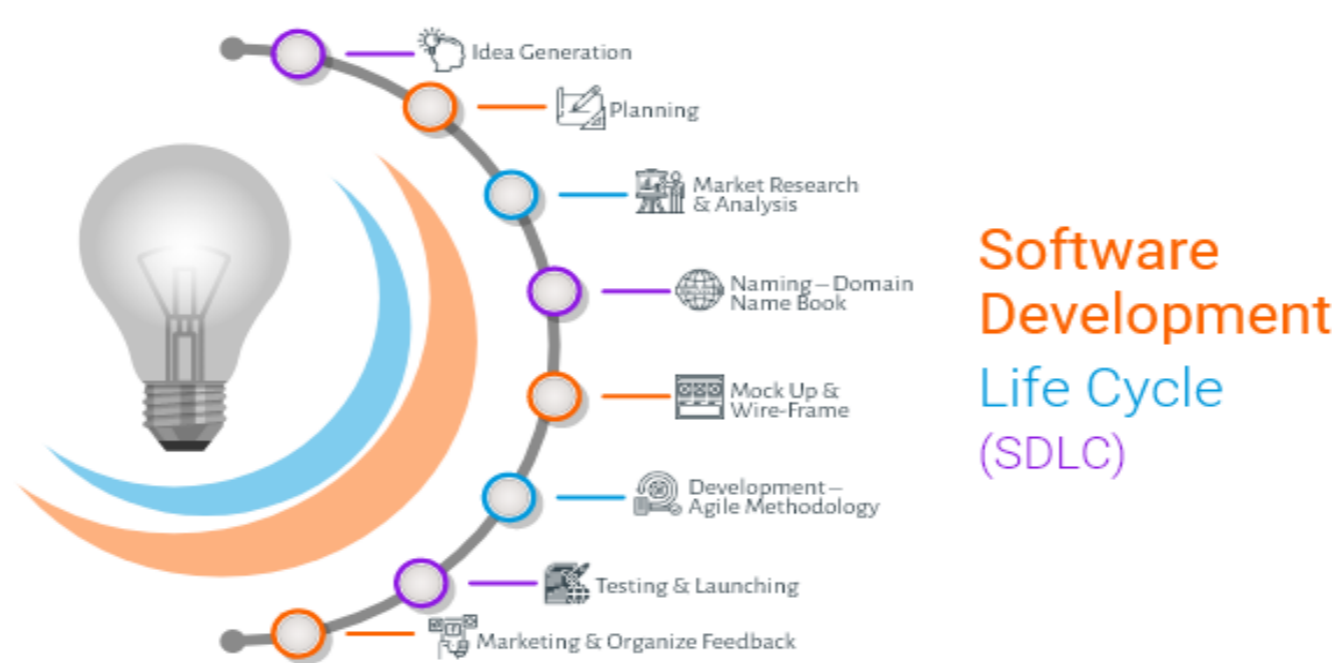 Idea Generation
Planning
Market Research
& Analysis
Naming – Domain
Name Book
Mock Up &
Wire-Frame
Development –
Agile Methodology
Testing & Launching
Marketing & Organize Feedback
Software
Development
Life Cycle
(SDLC)